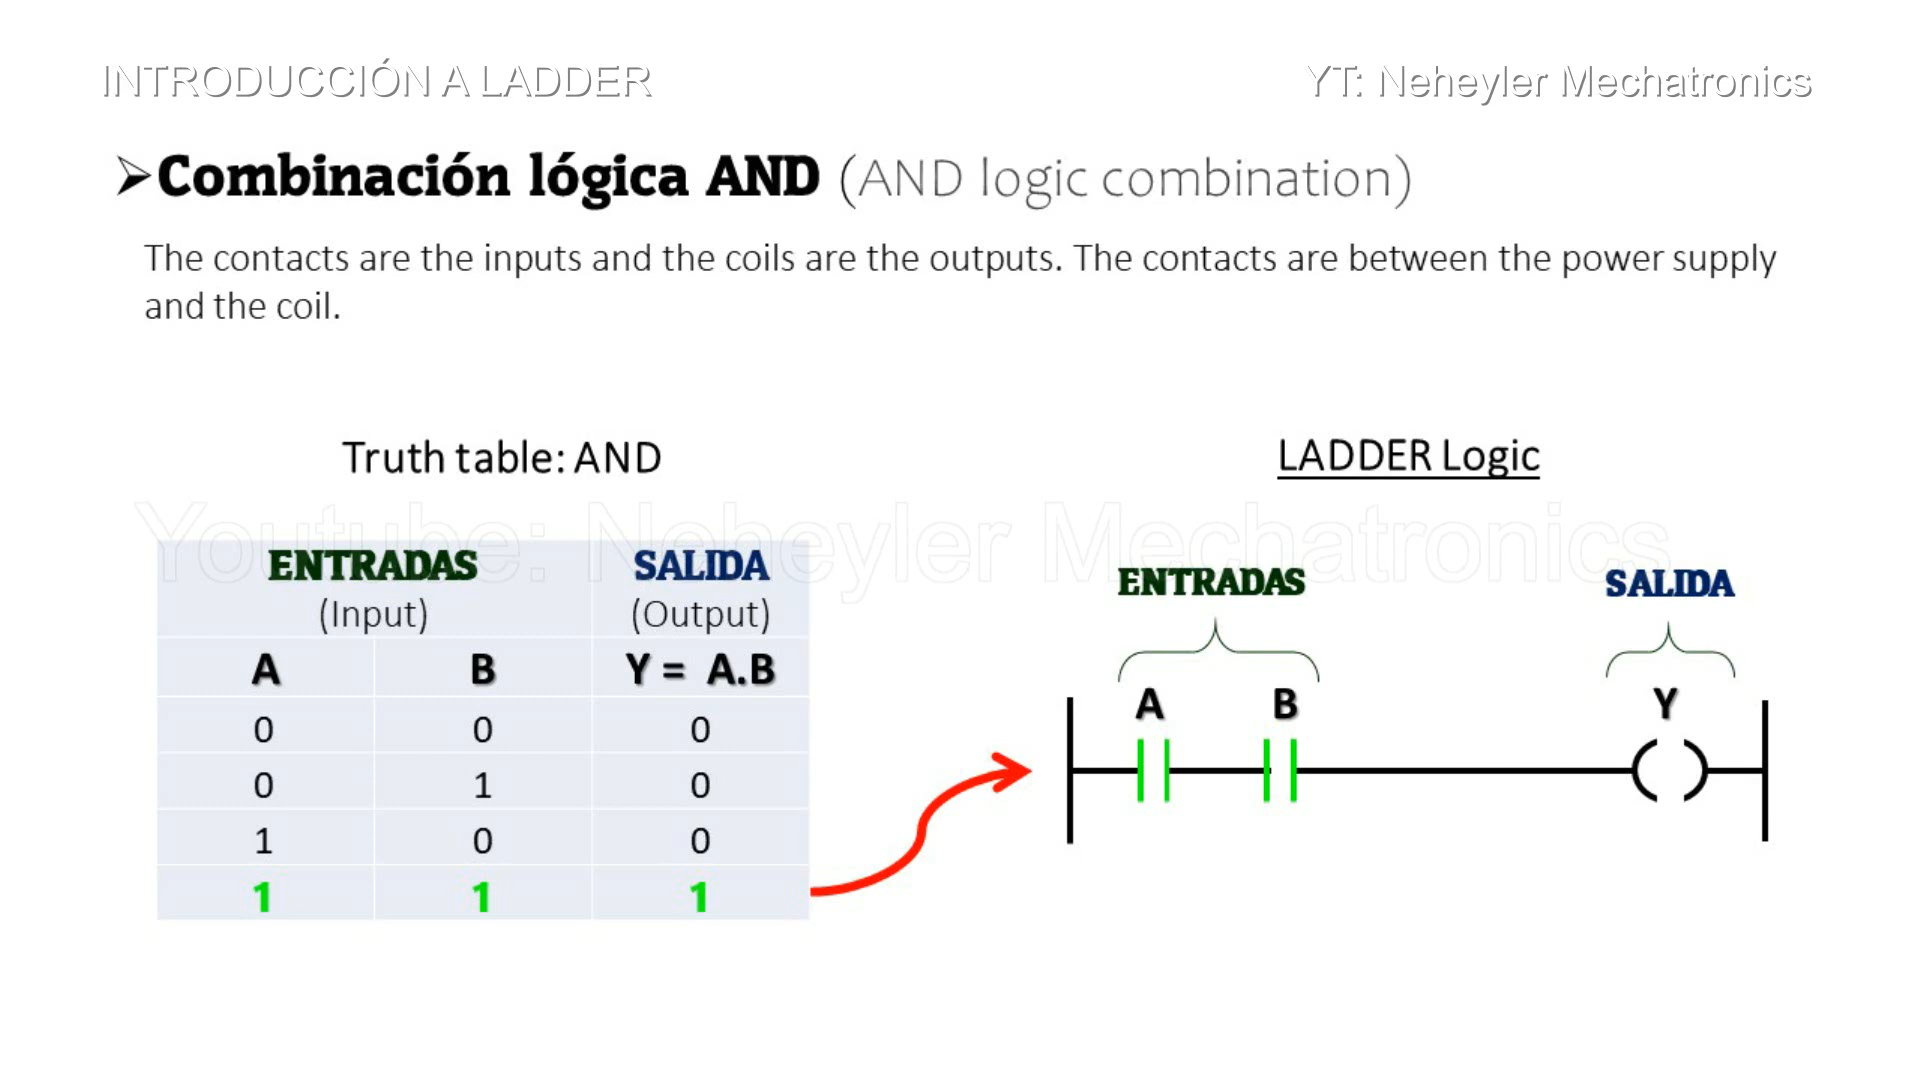 INTRODUCCIÓN A LADDER
YT: Neheyler Mechatronics
➢Combinación lógica AND (AND logic combination)
The contacts are the inputs and the coils are the outputs. The contacts are between the power supply
and the coil.
Truth table: AND
LADDER Logic
Youtube: Neheyler Mechatronics
ENTRADAS SALIDA
(Input) (Output)
A B Y = A.B
0 0 0
0 1 0
1 0 0
1 1 1
ENTRADAS SALIDA
A B Y